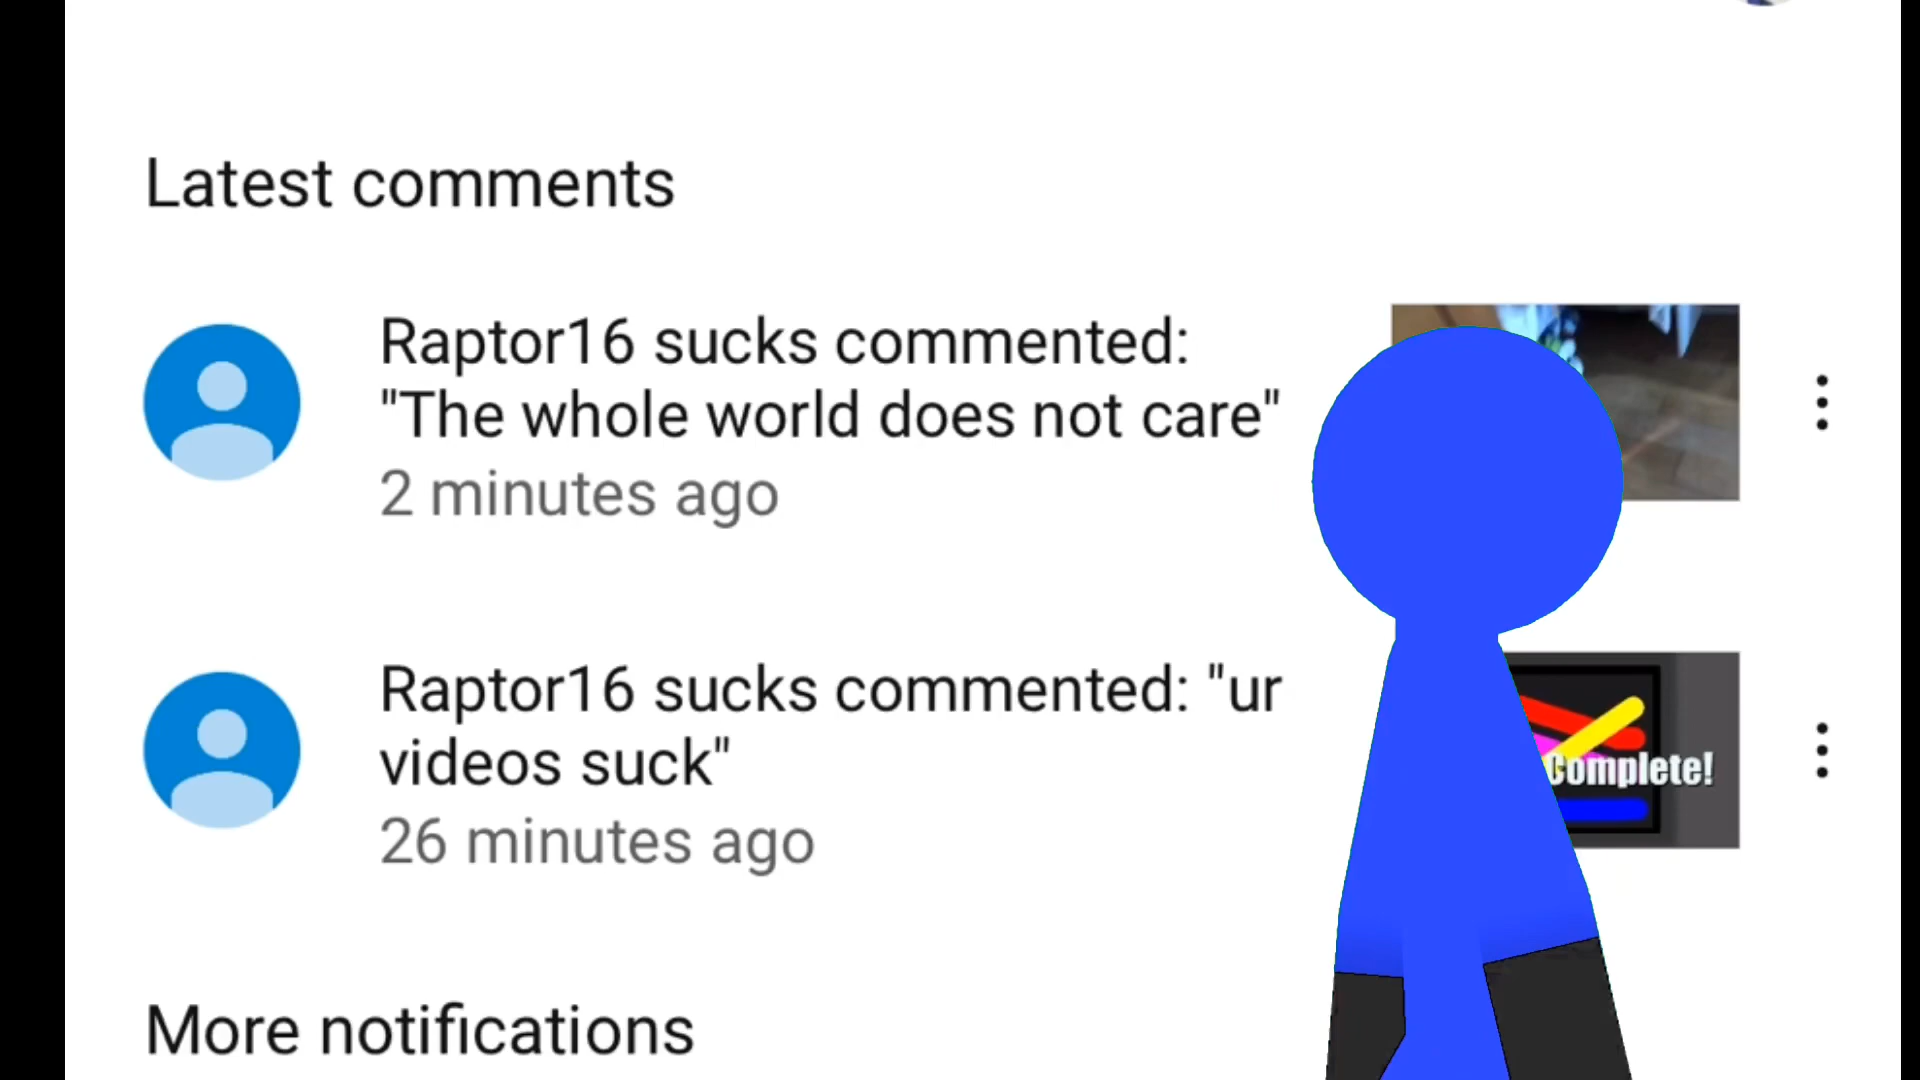 Latest comments
Raptor16 sucks commented:
"The whole world does not care"
2 minutes ago
Raptor16 sucks commented: "ur
videos suck"
Complete!
26 minutes ago
More notifications